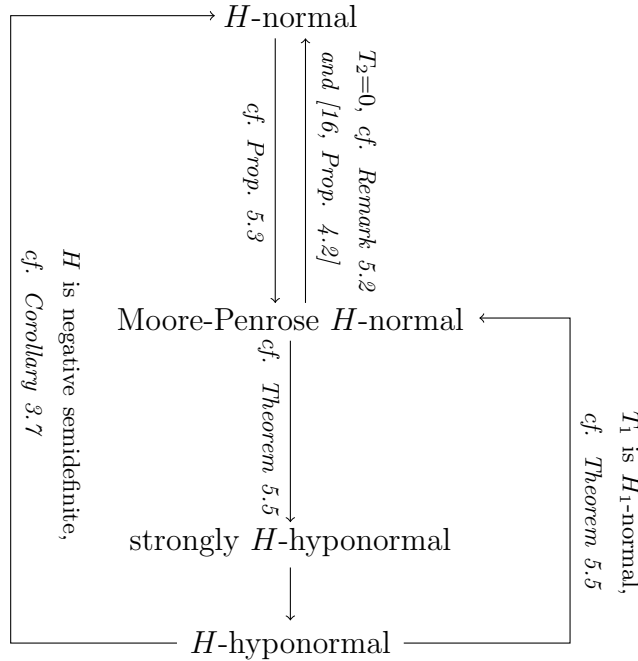 H-normal
T₂=0, cf. Remark 5.2
and [16, Prop. 4.2]
cf. Prop. 5.3
Moore-Penrose H-normal
cf. Theorem 5.5
H is negative semidefinite,
cf. Corollary 3.7
T₁ is H₁-normal,
cf. Theorem 5.5
strongly H-hyponormal
H-hyponormal